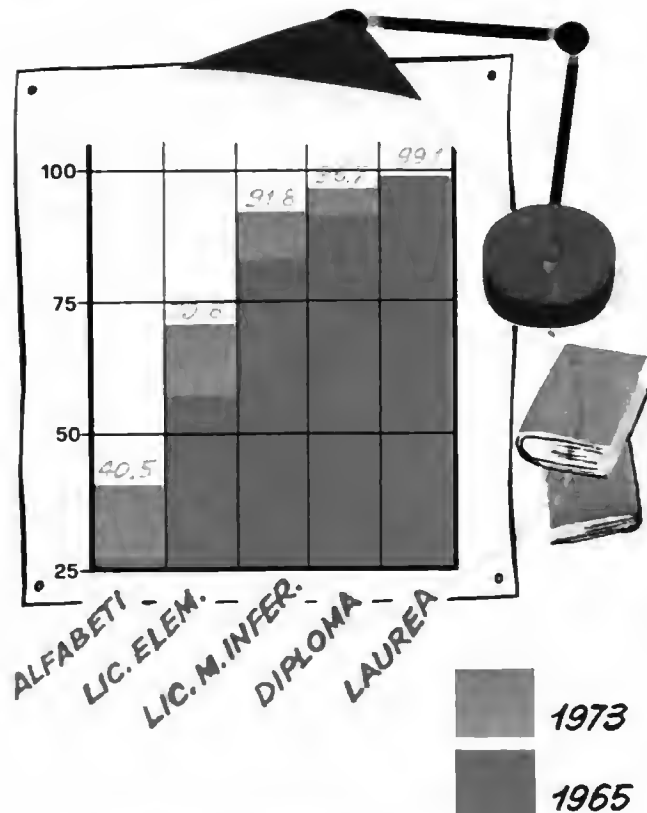 100
75
50
25
40.5
91.8
99.1
ALFABETI
LIC. ELEM.
LIC. M. INFER.
DIPLOMA
LAUREA
1973
1965